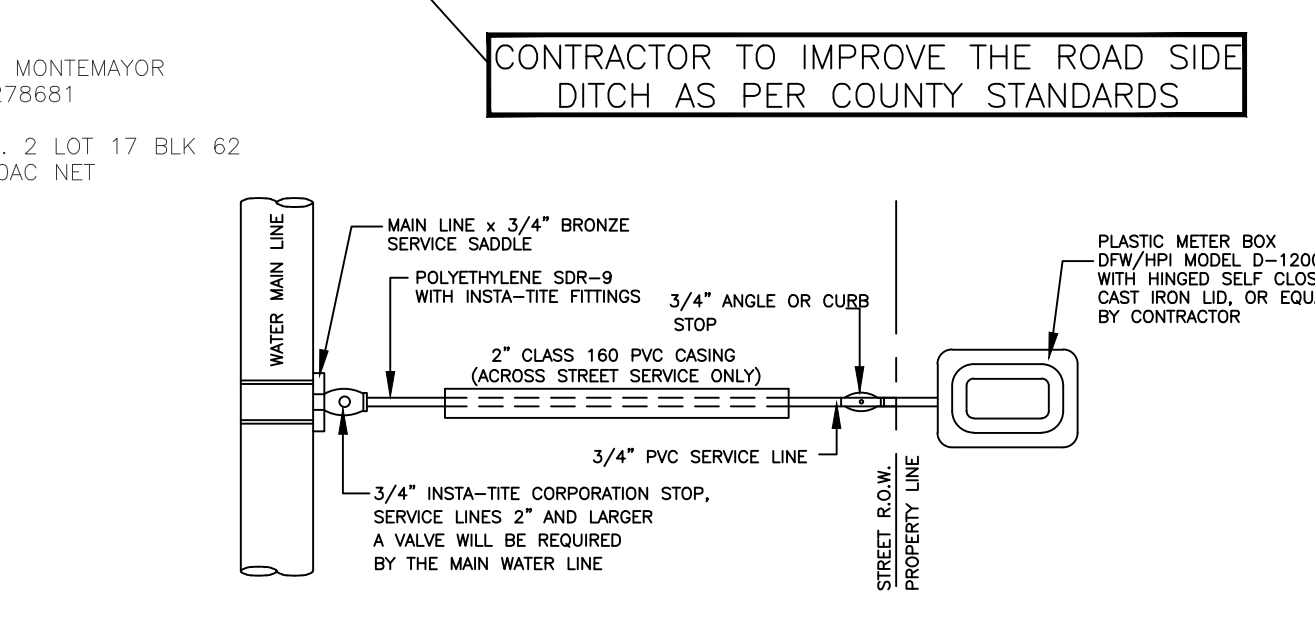 CONTRACTOR TO IMPROVE THE ROAD SIDE
DITCH AS PER COUNTY STANDARDS
MONTEMAYOR
278681
. 2 LOT 17 BLK 62
OAC NET
WATER MAIN LINE
MAIN LINE x 3/4" BRONZE
SERVICE SADDLE
POLYETHYLENE SDR-9
WITH INSTA-TITE FITTINGS
3/4" ANGLE OR CURB
STOP
2" CLASS 160 PVC CASING
(ACROSS STREET SERVICE ONLY)
PLASTIC METER BOX
DFW/HPI MODEL D-1200
WITH HINGED SELF CLOS
CAST IRON LID, OR EQU
BY CONTRACTOR
3/4" PVC SERVICE LINE
3/4" INSTA-TITE CORPORATION STOP,
SERVICE LINES 2" AND LARGER
A VALVE WILL BE REQUIRED
BY THE MAIN WATER LINE
STREET R.O.W.
PROPERTY LINE